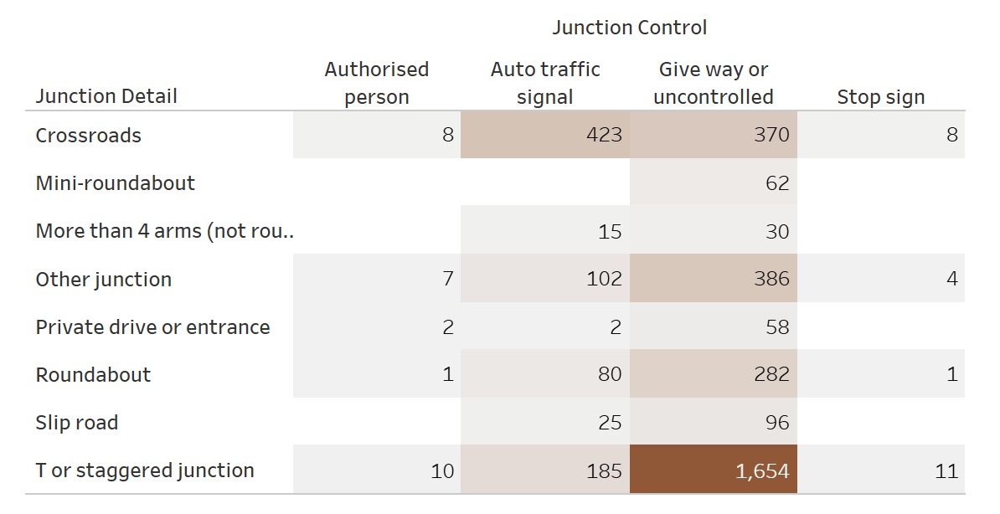 Junction Control
Authorised person Auto traffic signal Give way or uncontrolled Stop sign
Junction Detail
Crossroads 8 423 370 8
Mini-roundabout 62
More than 4 arms (not rou.. 15 30
Other junction 7 102 386 4
Private drive or entrance 2 2 58
Roundabout 1 80 282 1
Slip road 25 96
T or staggered junction 10 185 1,654 11